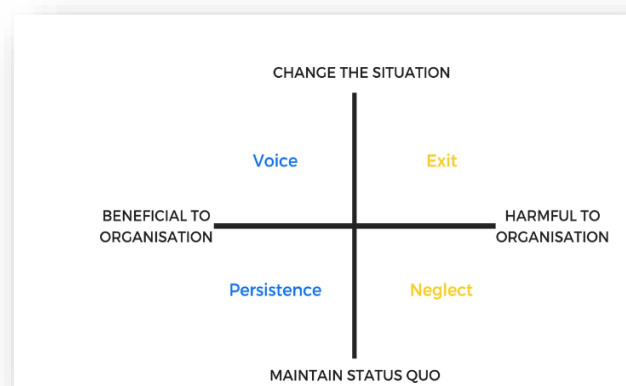 CHANGE THE SITUATION
Voice
Exit
BENEFICIAL TO
ORGANISATION
HARMFUL TO
ORGANISATION
Persistence
Neglect
MAINTAIN STATUS QUO